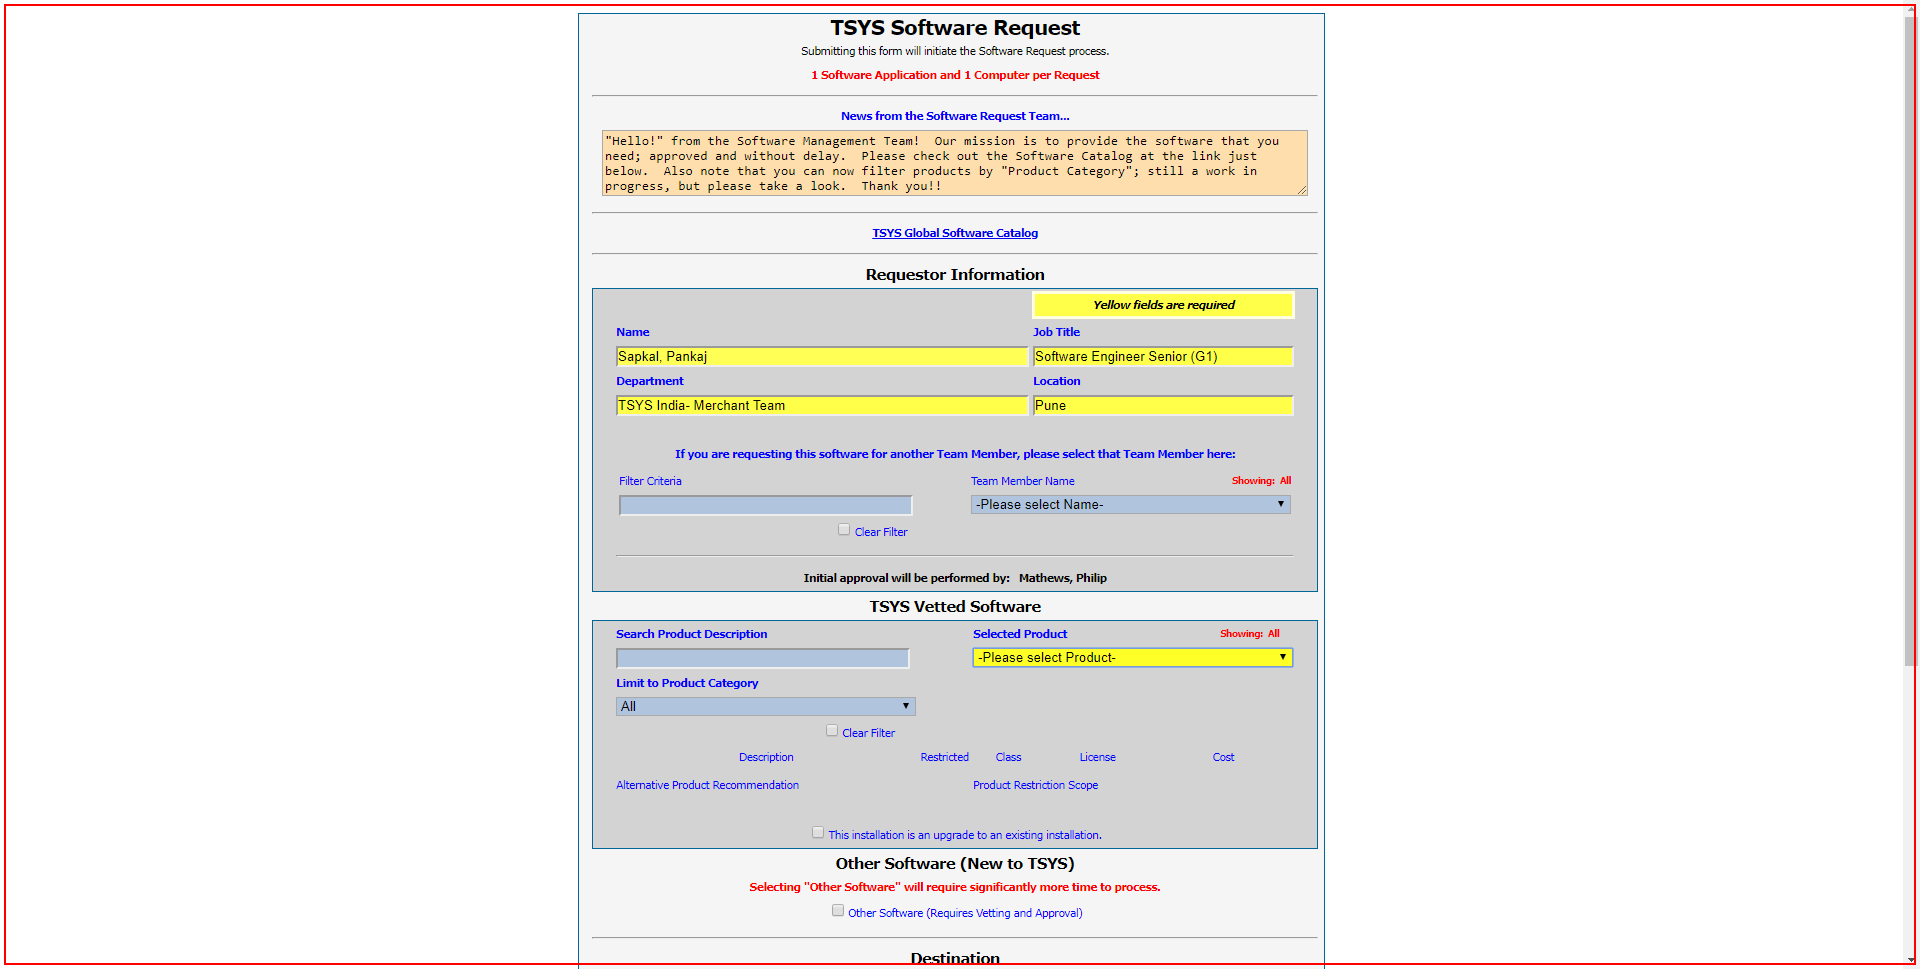 TSYS Software Request
Submitting this form will initiate the Software Request process.
1 Software Application and 1 Computer per Request
News from the Software Request Team...
"Hello!" from the Software Management Team!  Our mission is to provide the software that you
need; approved and without delay.  Please check out the Software Catalog at the link just
below.  Also note that you can now filter products by "Product Category"; still a work in
progress, but please take a look.  Thank you!!
TSYS Global Software Catalog
Requestor Information
Yellow fields are required
Name Job Title
Sapkal, Pankaj Software Engineer Senior (G1)
Department Location
TSYS India- Merchant Team Pune
If you are requesting this software for another Team Member, please select that Team Member here:
Filter Criteria Team Member Name Showing: All
-Please select Name-
Clear Filter
Initial approval will be performed by: Mathews, Philip
TSYS Vetted Software
Search Product Description Selected Product Showing: All
-Please select Product-
Limit to Product Category
All
Clear Filter
Description Restricted Class License Cost
Alternative Product Recommendation Product Restriction Scope
This installation is an upgrade to an existing installation.
Other Software (New to TSYS)
Selecting "Other Software" will require significantly more time to process.
Other Software (Requires Vetting and Approval)
Destination